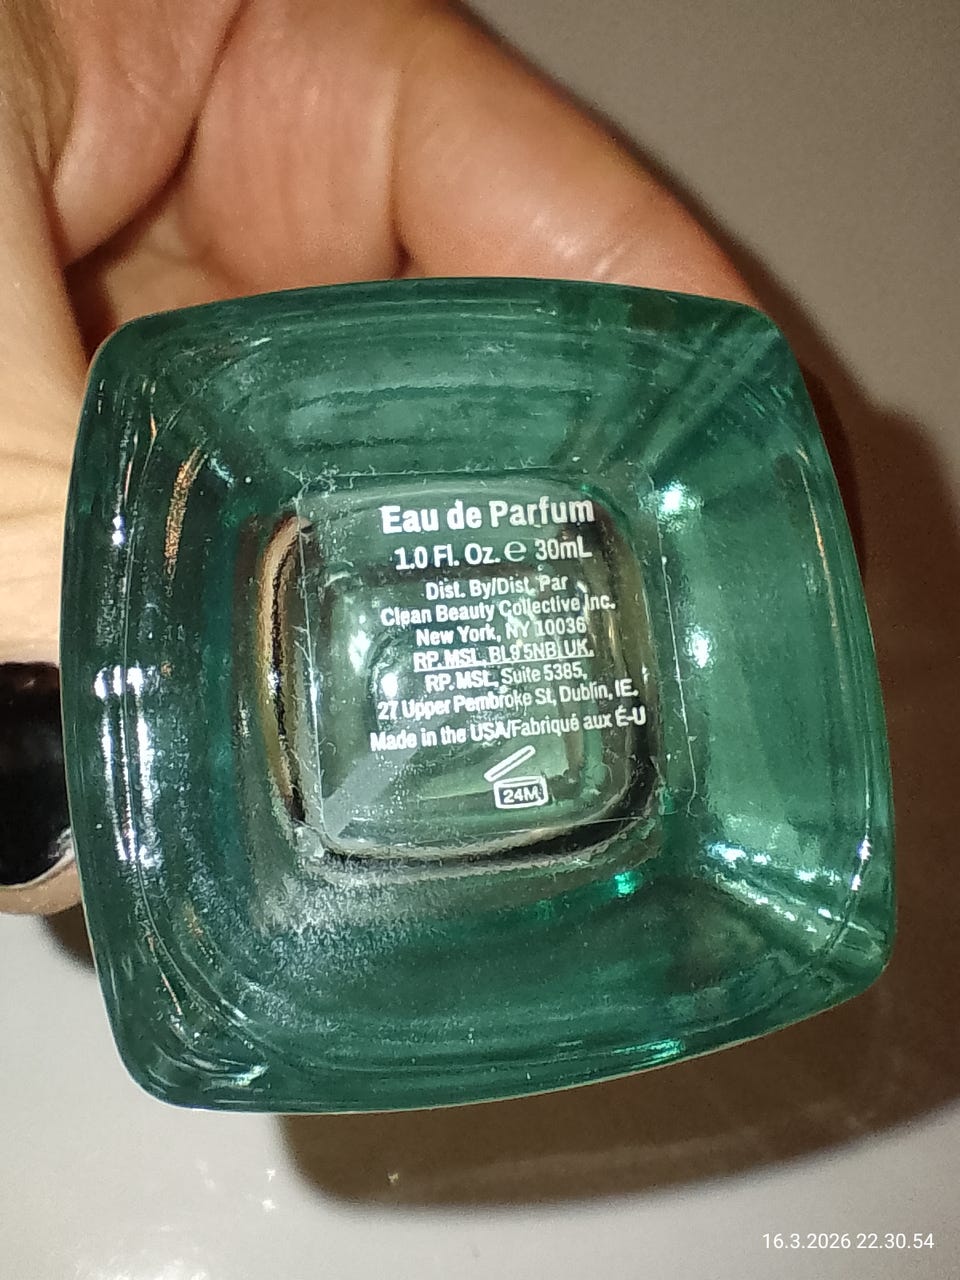 Eau de Parfum
1.0 Fl. Oz. ℮ 30mL
Dist. By/Dist. Par
Clean Beauty Collective Inc.
New York, NY 10036
RP. MSL, BL9 5NB, UK.
RP. MSL, Suite 5385,
27 Upper Pembroke St, Dublin, IE.
Made in the USA/Fabriqué aux É-U
24M
16.3.2026 22.30.54